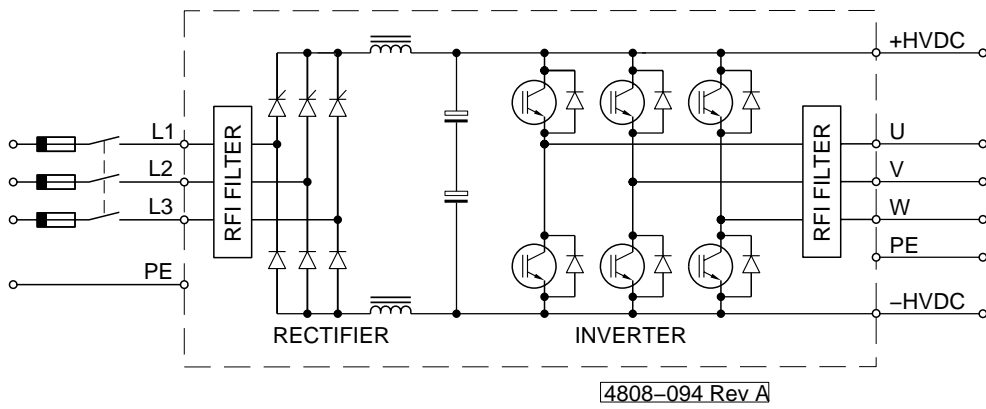 +HVDC
L1
U
L2
V
L3
W
RFI FILTER
RFI FILTER
PE
PE
−HVDC
RECTIFIER
INVERTER
4808−094 Rev A